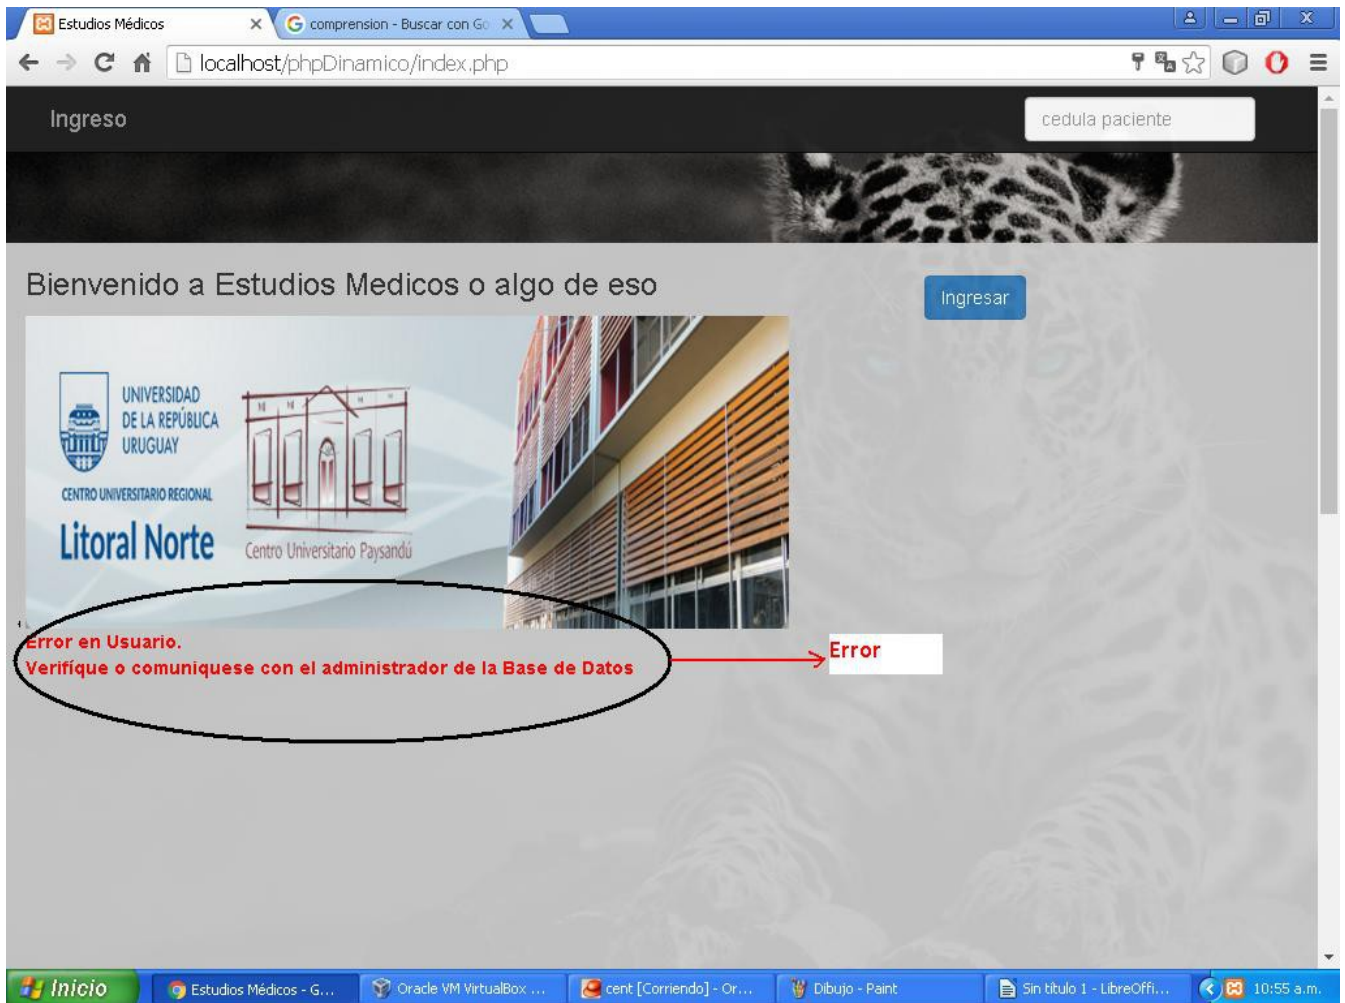 Estudios Médicos
comprension - Buscar con Go
localhost/phpDinamico/index.php
Ingreso
cedula paciente
Bienvenido a Estudios Medicos o algo de eso
Ingresar
UNIVERSIDAD
DE LA REPÚBLICA
URUGUAY
CENTRO UNIVERSITARIO REGIONAL
Litoral Norte
Centro Universitario Paysandú
Error en Usuario.
Verifíque o comuniquese con el administrador de la Base de Datos
Error
Inicio
Estudios Médicos - G...
Oracle VM VirtualBox ...
cent [Corriendo] - Or...
Dibujo - Paint
Sin título 1 - LibreOffi...
10:55 a.m.